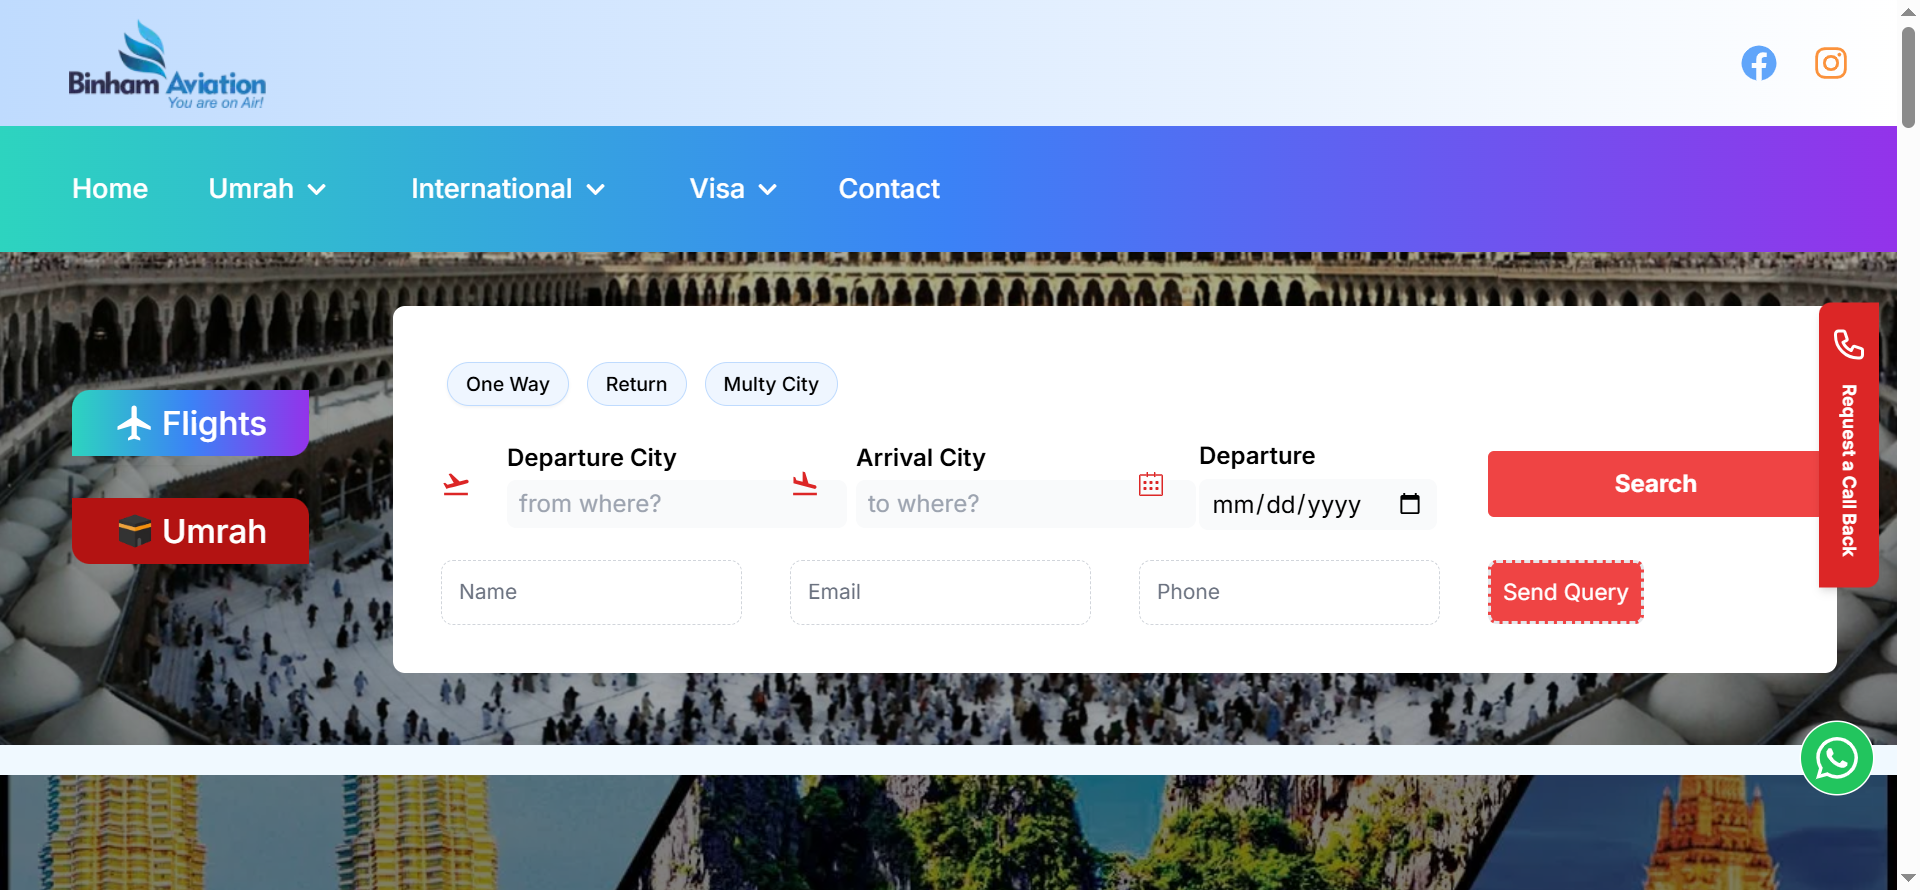 Binham Aviation
You are on Air!
Home
Umrah
International
Visa
Contact
Flights
Umrah
One Way
Return
Multy City
Departure City
from where?
Arrival City
to where?
Departure
mm/dd/yyyy
Search
Name
Email
Phone
Send Query
Request a Call Back